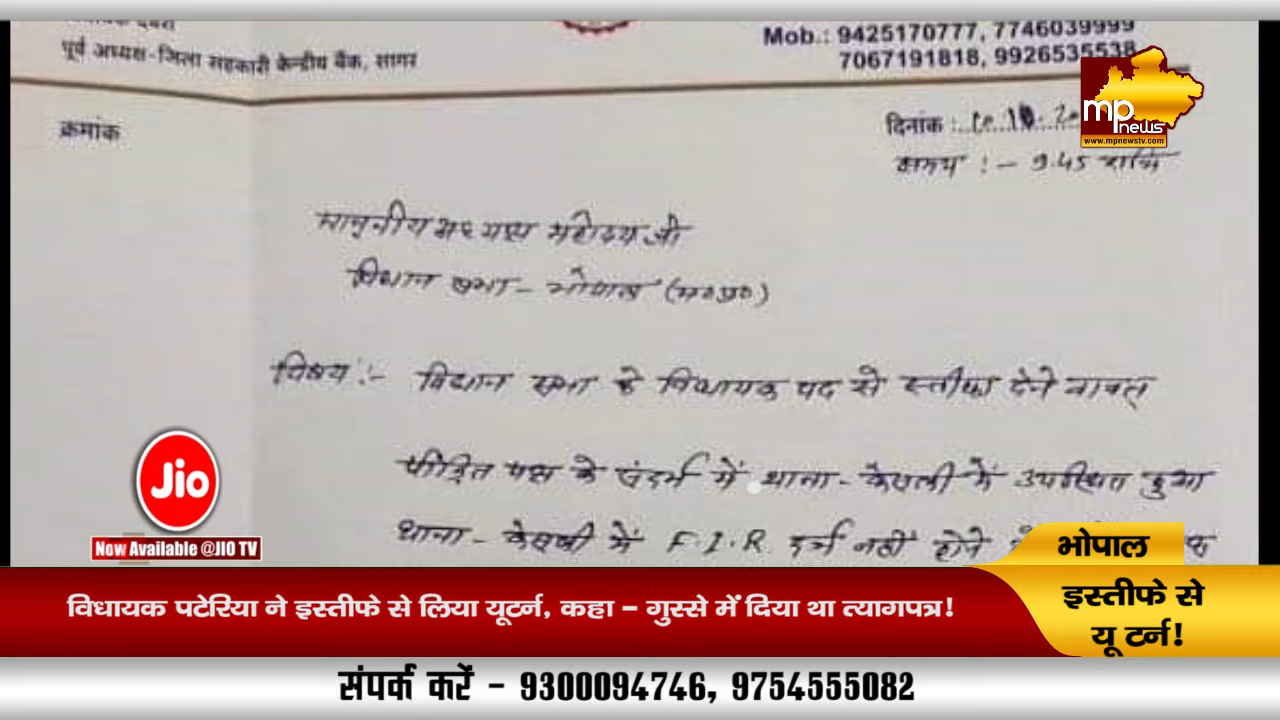 पूर्व अध्यक्ष-जिला सहकारी केन्द्रीय बैंक, सागर
Mob.: 9425170777, 7746039999
7067191818, 9926535538
क्रमांक
दिनांक :
समय :- 9.45 रात्रि
mp news
www.mpnewstv.com
माननीय अध्यक्ष महोदय जी
विधान सभा - भोपाल (म०प्र०)
विषय :- विधान सभा के विधायक पद से स्तीफा देने बावत्
पीड़ित पक्ष के संदर्भ में थाना - केसली में उपस्थित हुआ
थाना - केसली में F.I.R. दर्ज नहीं होने
Jio
Now Available @JIO TV
भोपाल
विधायक पटेरिया ने इस्तीफे से लिया यूटर्न, कहा - गुस्से में दिया था त्यागपत्र!
इस्तीफे से
यू टर्न!
संपर्क करें - 9300094746, 9754555082